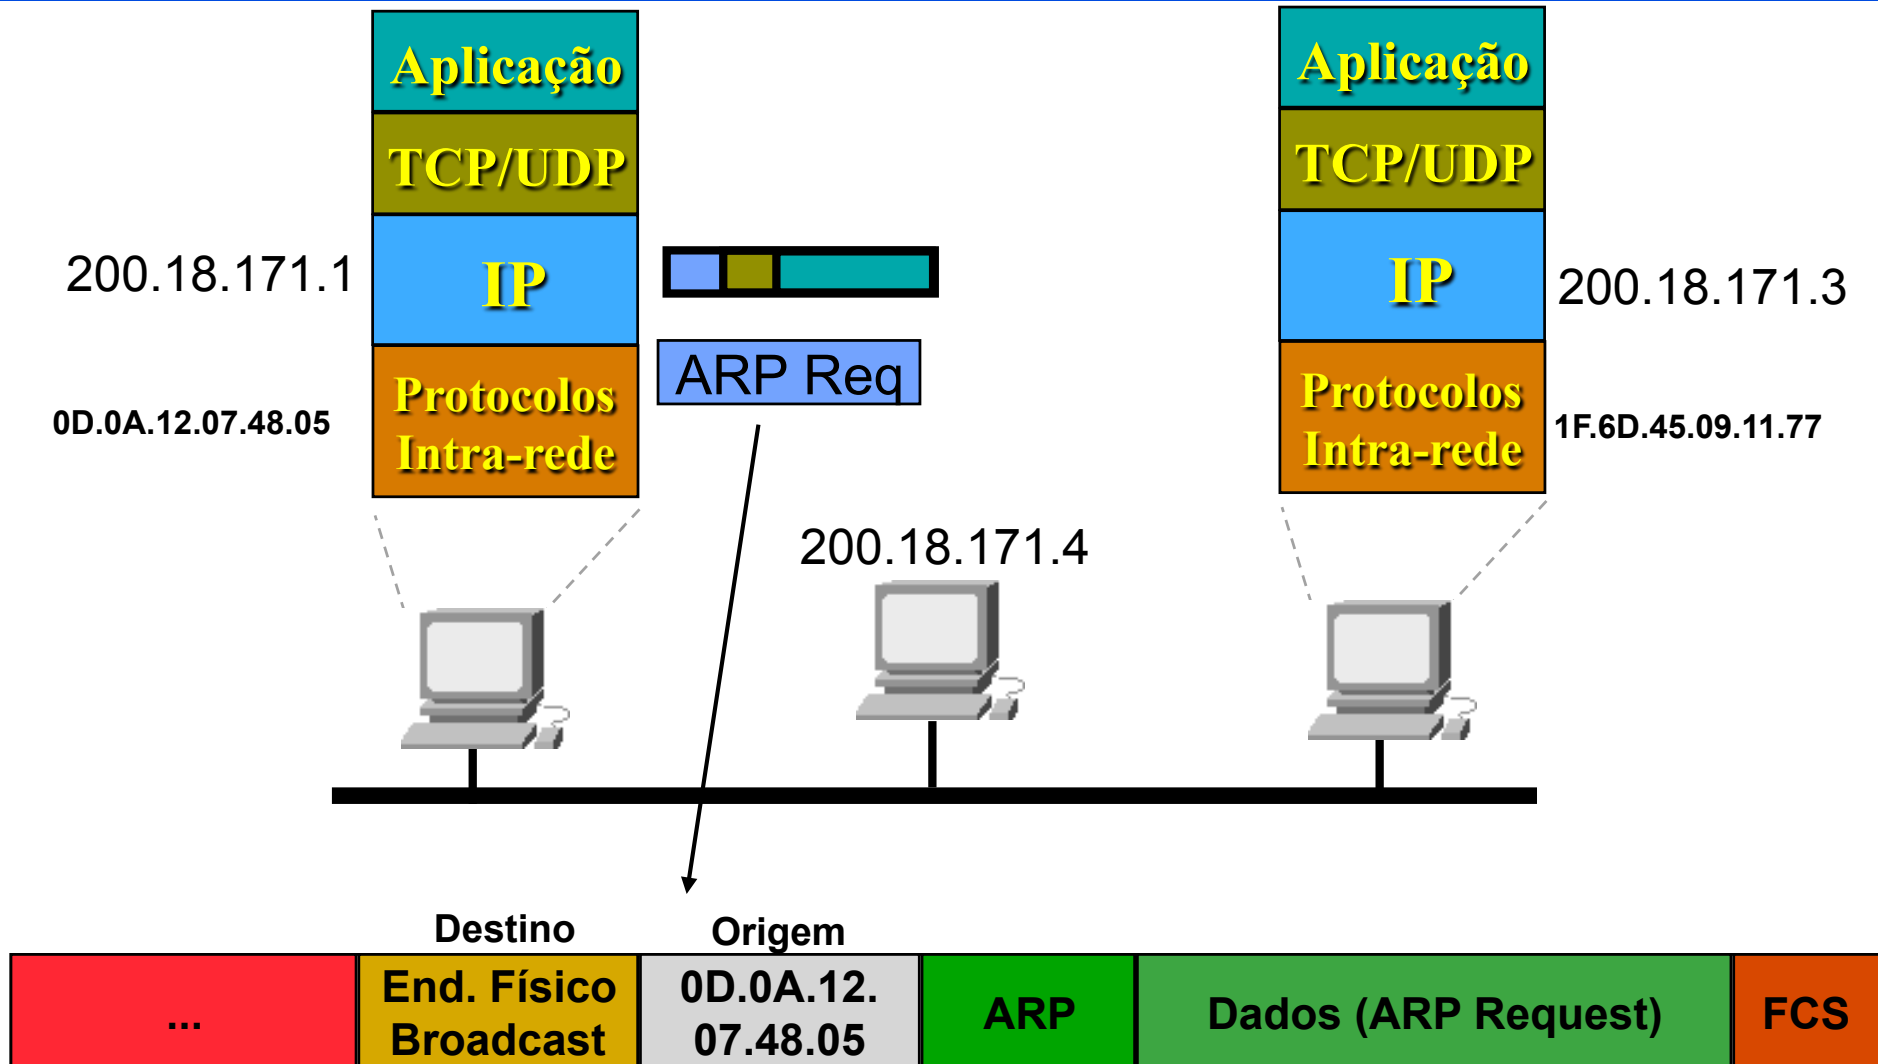 Aplicação
TCP/UDP
200.18.171.1
IP
ARP Req
0D.0A.12.07.48.05
Protocolos
Intra-rede
Aplicação
TCP/UDP
IP
200.18.171.3
Protocolos
Intra-rede
1F.6D.45.09.11.77
200.18.171.4
Destino
Origem
...
End. Físico
Broadcast
0D.0A.12.
07.48.05
ARP
Dados (ARP Request)
FCS